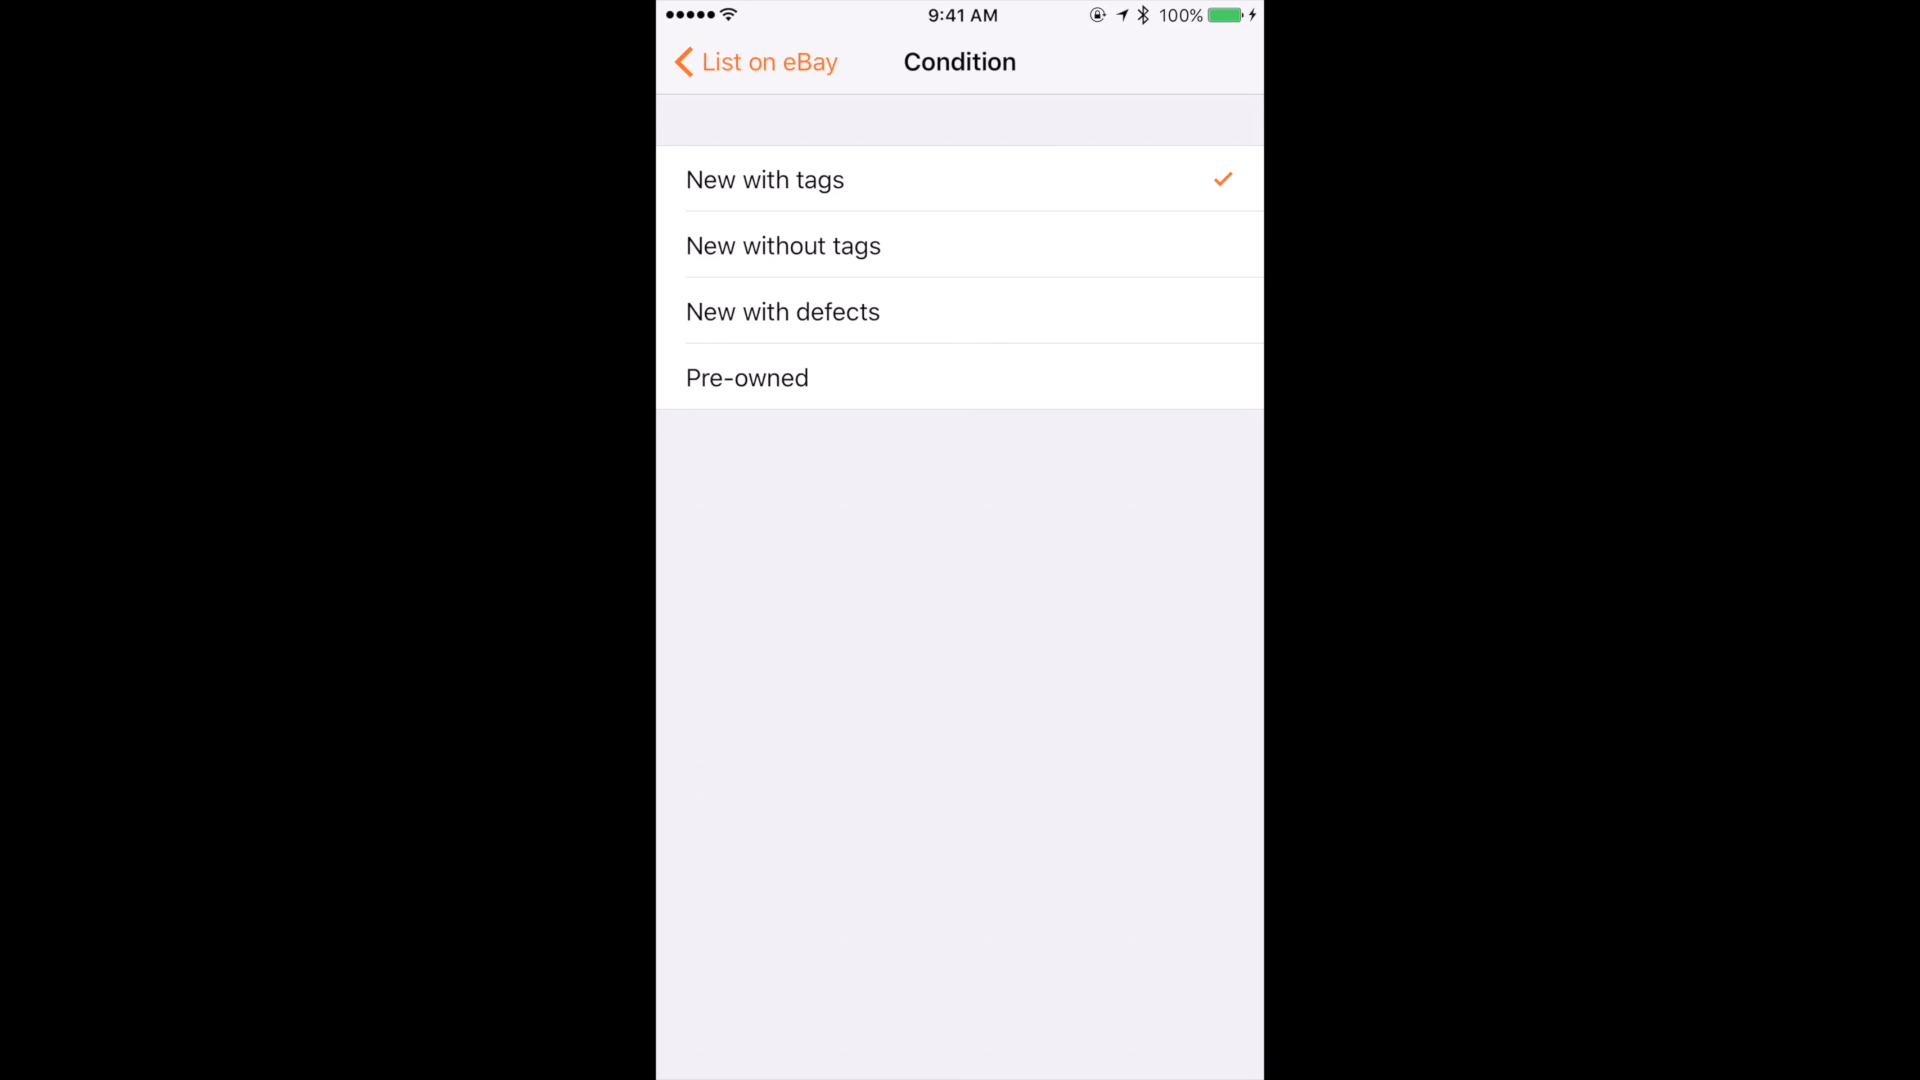 9:41 AM 100%
List on eBay Condition
New with tags
New without tags
New with defects
Pre-owned